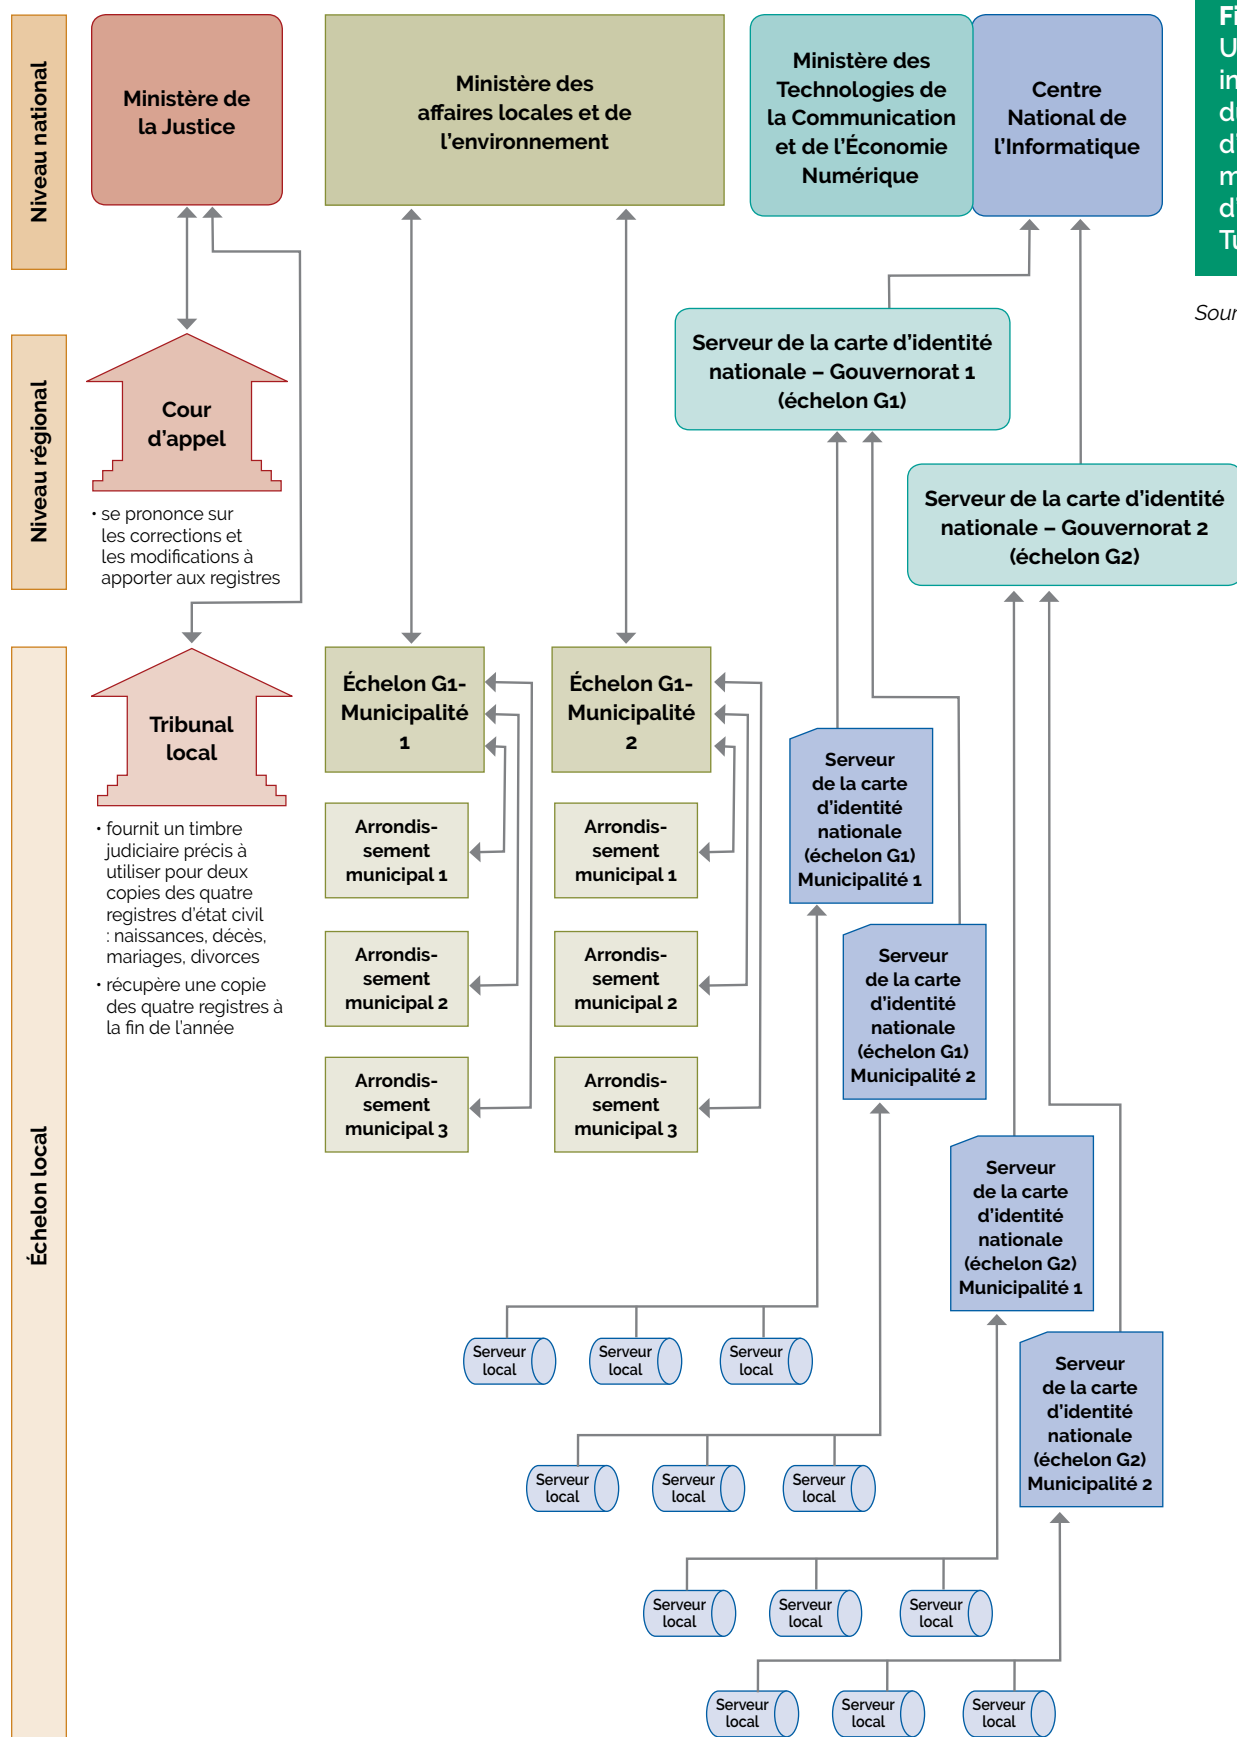 Niveau national
Ministère de
la Justice
Ministère des
affaires locales et de
l'environnement
Ministère des
Technologies de
la Communication
et de l'Économie
Numérique
Centre
National de
l'Informatique
Niveau régional
Cour
d'appel
• se prononce sur
les corrections et
les modifications à
apporter aux registres
Serveur de la carte d'identité
nationale – Gouvernorat 1
(échelon G1)
Serveur de la carte d'identité
nationale – Gouvernorat 2
(échelon G2)
Échelon local
Tribunal
local
• fournit un timbre
judiciaire précis à
utiliser pour deux
copies des quatre
registres d'état civil
: naissances, décès,
mariages, divorces
• récupère une copie
des quatre registres à
la fin de l'année
Échelon G1-
Municipalité
1
Arrondis-
sement
municipal 1
Arrondis-
sement
municipal 2
Arrondis-
sement
municipal 3
Échelon G1-
Municipalité
2
Arrondis-
sement
municipal 1
Arrondis-
sement
municipal 2
Arrondis-
sement
municipal 3
Serveur
de la carte
d'identité
nationale
(échelon G1)
Municipalité 1
Serveur
de la carte
d'identité
nationale
(échelon G1)
Municipalité 2
Serveur
de la carte
d'identité
nationale
(échelon G2)
Municipalité 1
Serveur
de la carte
d'identité
nationale
(échelon G2)
Municipalité 2
Serveur
local
Serveur
local
Serveur
local
Serveur
local
Serveur
local
Serveur
local
Serveur
local
Serveur
local
Serveur
local
Serveur
local
Serveur
local
Serveur
local